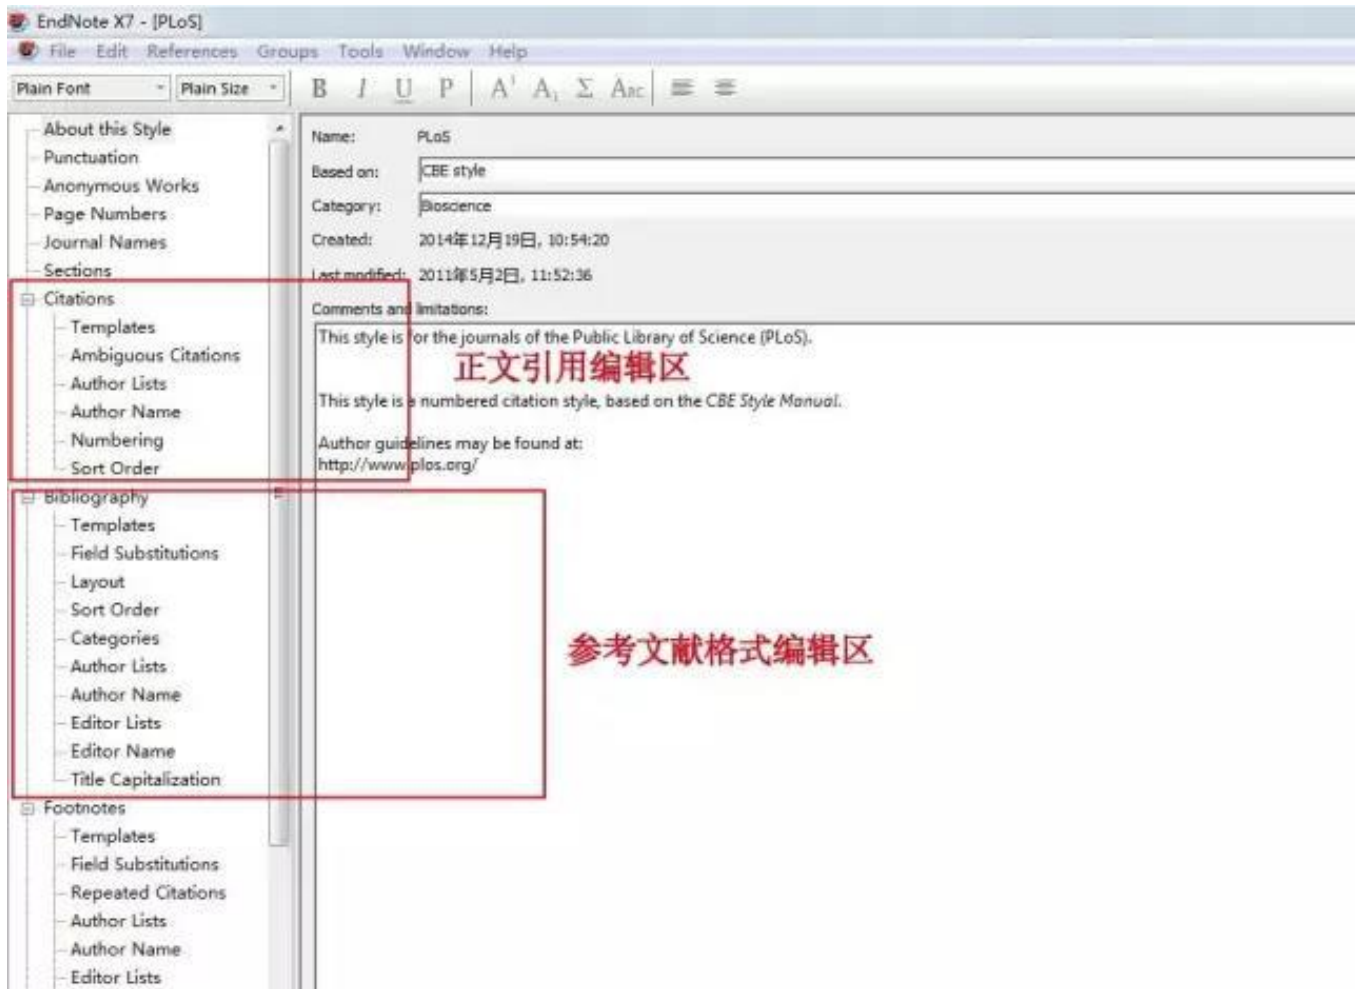 EndNote X7 - [PLoS]
File Edit References Groups Tools Window Help
Plain Font Plain Size B I U P A¹ A₁ Σ Aʙᴄ
About this Style
Punctuation
Anonymous Works
Page Numbers
Journal Names
Sections
Citations
Templates
Ambiguous Citations
Author Lists
Author Name
Numbering
Sort Order
Bibliography
Templates
Field Substitutions
Layout
Sort Order
Categories
Author Lists
Author Name
Editor Lists
Editor Name
Title Capitalization
Footnotes
Templates
Field Substitutions
Repeated Citations
Author Lists
Author Name
Editor Lists
Name: PLoS
Based on: CBE style
Category: Bioscience
Created: 2014年12月19日, 10:54:20
Last modified: 2011年5月2日, 11:52:36
Comments and limitations:
This style is for the journals of the Public Library of Science (PLoS).
正文引用编辑区
This style is a numbered citation style, based on the CBE Style Manual.
Author guidelines may be found at:
http://www.plos.org/
参考文献格式编辑区